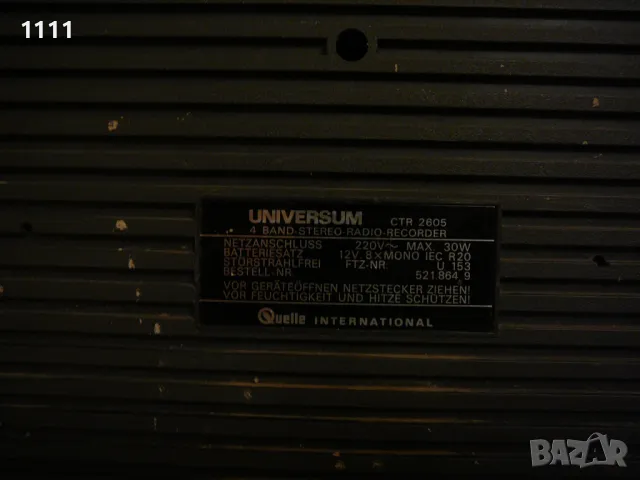 1111
UNIVERSUM CTR 2605
4 BAND-STEREO-RADIO-RECORDER
NETZANSCHLUSS 220V~ MAX. 30W
BATTERIESATZ 12V 8×MONO IEC R20
STÖRSTRAHLFREI FTZ-NR. U 153
BESTELL-NR. 521.864 9
VOR GERÄTEÖFFNEN NETZSTECKER ZIEHEN!
VOR FEUCHTIGKEIT UND HITZE SCHÜTZEN!
Quelle INTERNATIONAL
BAZAR